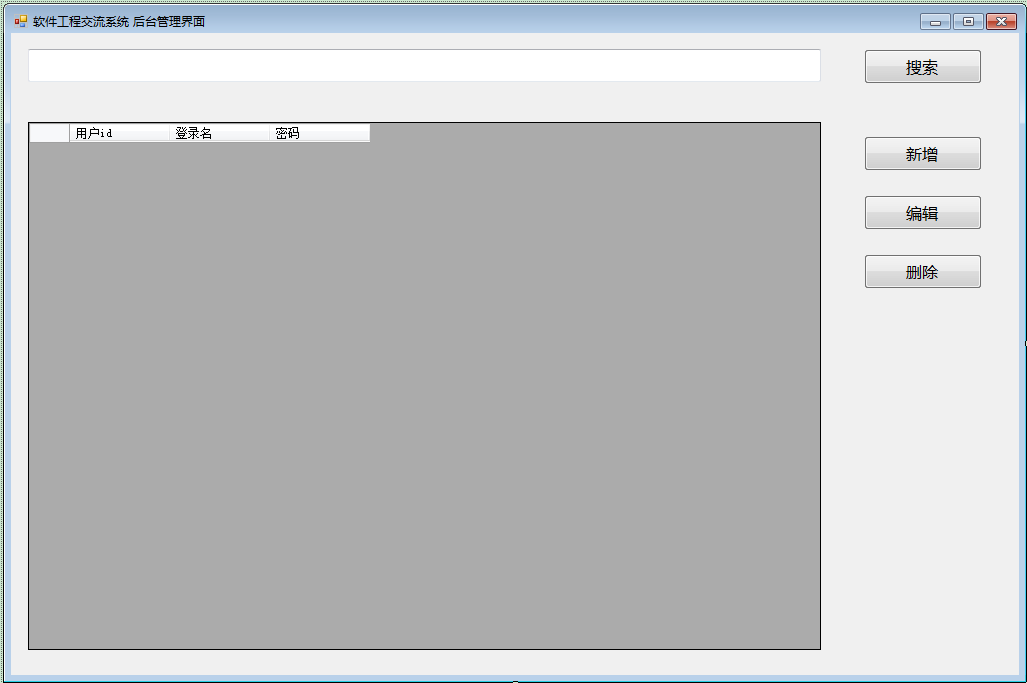 软件工程交流系统 后台管理界面
搜索
用户id 登录名 密码
新增
编辑
删除